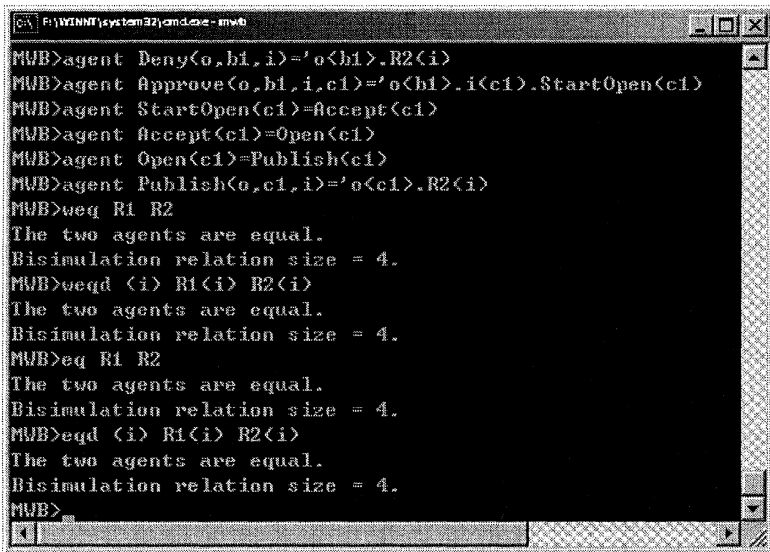 F:\WINNT\system32\cmd.exe - mwb
MWB>agent Deny(o,b1,i)='o<b1>.R2(i)
MWB>agent Approve(o,b1,i,c1)='o<b1>.i(c1).StartOpen(c1)
MWB>agent StartOpen(c1)=Accept(c1)
MWB>agent Accept(c1)=Open(c1)
MWB>agent Open(c1)=Publish(c1)
MWB>agent Publish(o,c1,i)='o<c1>.R2(i)
MWB>weq R1 R2
The two agents are equal.
Bisimulation relation size = 4.
MWB>weqd (i) R1(i) R2(i)
The two agents are equal.
Bisimulation relation size = 4.
MWB>eq R1 R2
The two agents are equal.
Bisimulation relation size = 4.
MWB>eqd (i) R1(i) R2(i)
The two agents are equal.
Bisimulation relation size = 4.
MWB>_